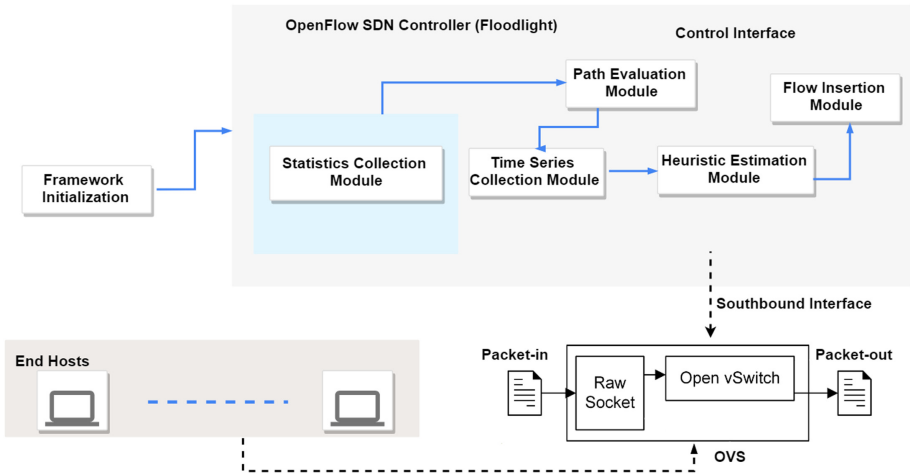 OpenFlow SDN Controller (Floodlight)
Control Interface
Path Evaluation
Module
Flow Insertion
Module
Statistics Collection
Module
Time Series
Collection Module
Heuristic Estimation
Module
Framework
Initialization
Southbound Interface
End Hosts
Packet-in
Packet-out
Raw
Socket
Open vSwitch
OVS